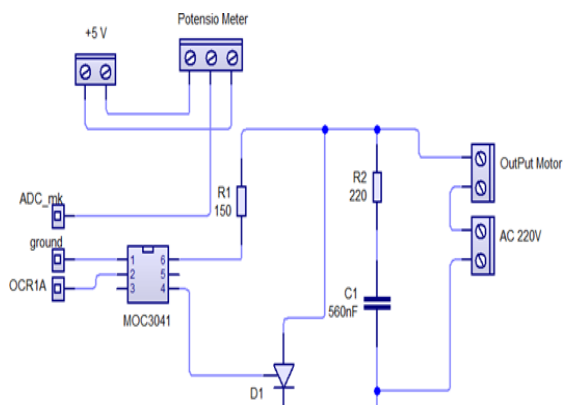 Potensio Meter
+5 V
OutPut Motor
R2
220
R1
150
ADC_mk
AC 220V
ground
1
6
2
5
OCR1A
3
4
C1
560nF
MOC3041
D1